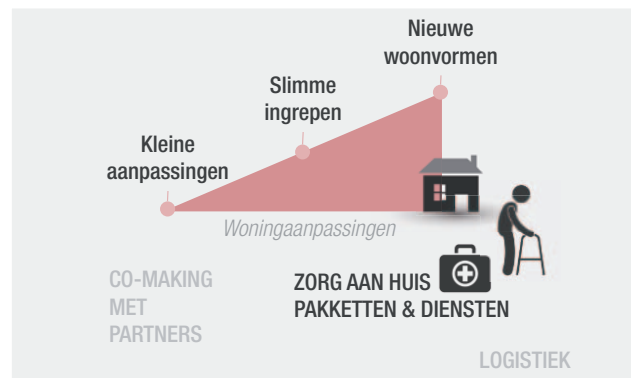 Nieuwe
woonvormen
Slimme
ingrepen
Kleine
aanpassingen
Woningaanpassingen
CO-MAKING
MET
PARTNERS
ZORG AAN HUIS
PAKKETTEN & DIENSTEN
LOGISTIEK